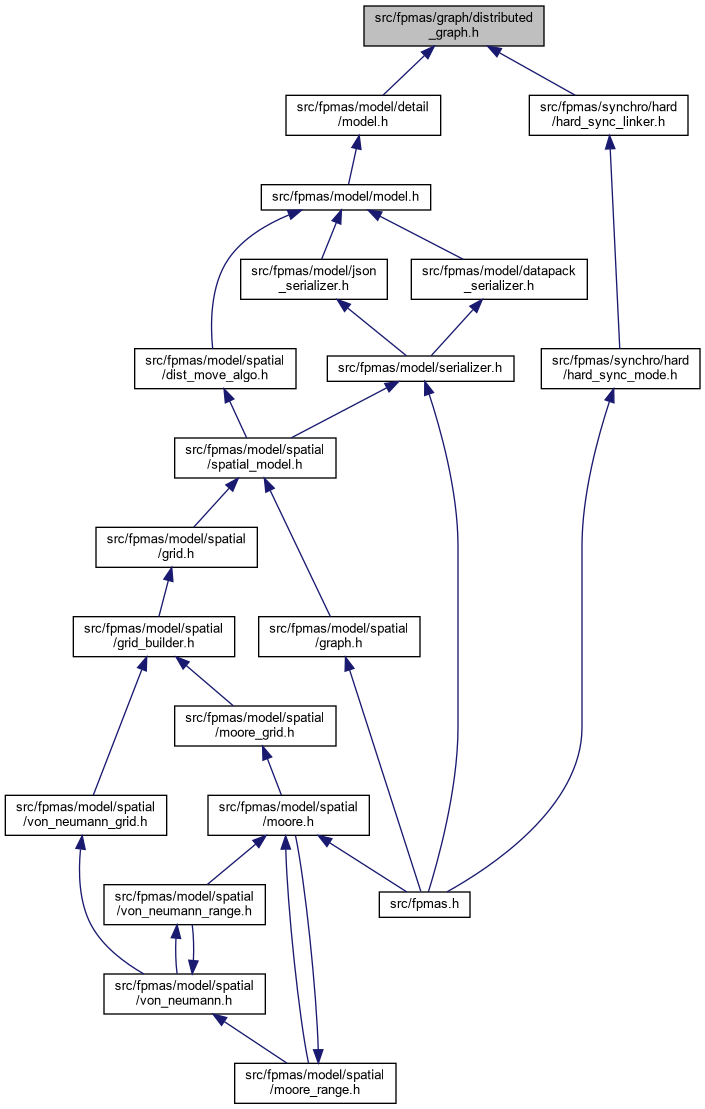 src/fpmas/graph/distributed
_graph.h
src/fpmas/model/detail
/model.h
src/fpmas/synchro/hard
/hard_sync_linker.h
src/fpmas/model/model.h
src/fpmas/model/json
_serializer.h
src/fpmas/model/datapack
_serializer.h
src/fpmas/model/spatial
/dist_move_algo.h
src/fpmas/model/serializer.h
src/fpmas/synchro/hard
/hard_sync_mode.h
src/fpmas/model/spatial
/spatial_model.h
src/fpmas/model/spatial
/grid.h
src/fpmas/model/spatial
/grid_builder.h
src/fpmas/model/spatial
/graph.h
src/fpmas/model/spatial
/moore_grid.h
src/fpmas/model/spatial
/von_neumann_grid.h
src/fpmas/model/spatial
/moore.h
src/fpmas/model/spatial
/von_neumann_range.h
src/fpmas.h
src/fpmas/model/spatial
/von_neumann.h
src/fpmas/model/spatial
/moore_range.h